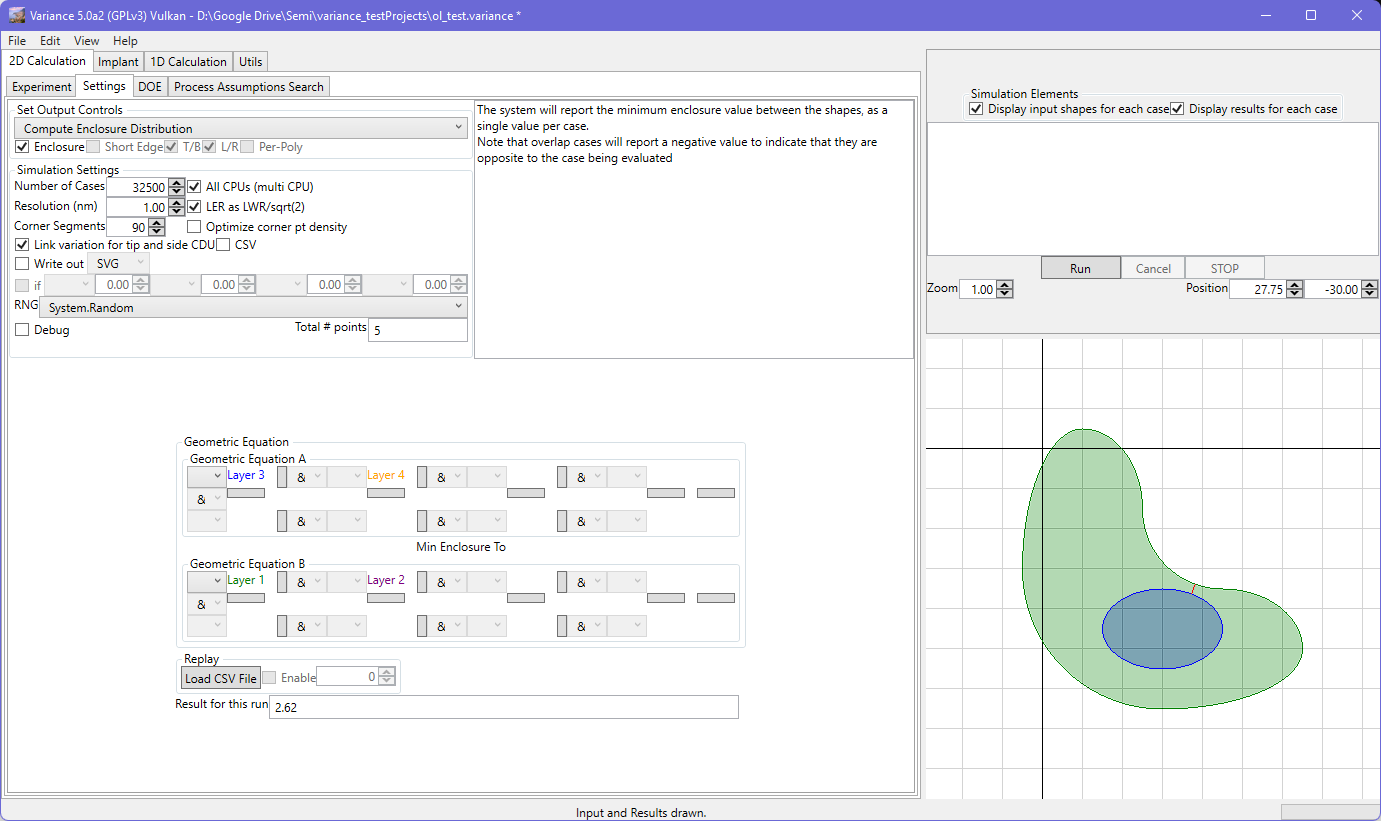 Variance 5.0a2 (GPLv3) Vulkan - D:\Google Drive\Semi\variance_testProjects\ol_test.variance *
File Edit View Help
2D Calculation Implant 1D Calculation Utils
Experiment Settings DOE Process Assumptions Search
Set Output Controls
Compute Enclosure Distribution
Enclosure Short Edge T/B L/R Per-Poly
Simulation Settings
Number of Cases 32500 All CPUs (multi CPU)
Resolution (nm) 1.00 LER as LWR/sqrt(2)
Corner Segments 90 Optimize corner pt density
Link variation for tip and side CDU CSV
Write out SVG
if 0.00 0.00 0.00 0.00
RNG System.Random
Debug Total # points 5
The system will report the minimum enclosure value between the shapes, as a
single value per case.
Note that overlap cases will report a negative value to indicate that they are
opposite to the case being evaluated
Geometric Equation
Geometric Equation A
Layer 3 & Layer 4 & &
&
& & &
Min Enclosure To
Geometric Equation B
Layer 1 & Layer 2 & &
&
& & &
Replay
Load CSV File Enable 0
Result for this run 2.62
Simulation Elements
Display input shapes for each case Display results for each case
Run Cancel STOP
Zoom 1.00 Position 27.75 -30.00
Input and Results drawn.